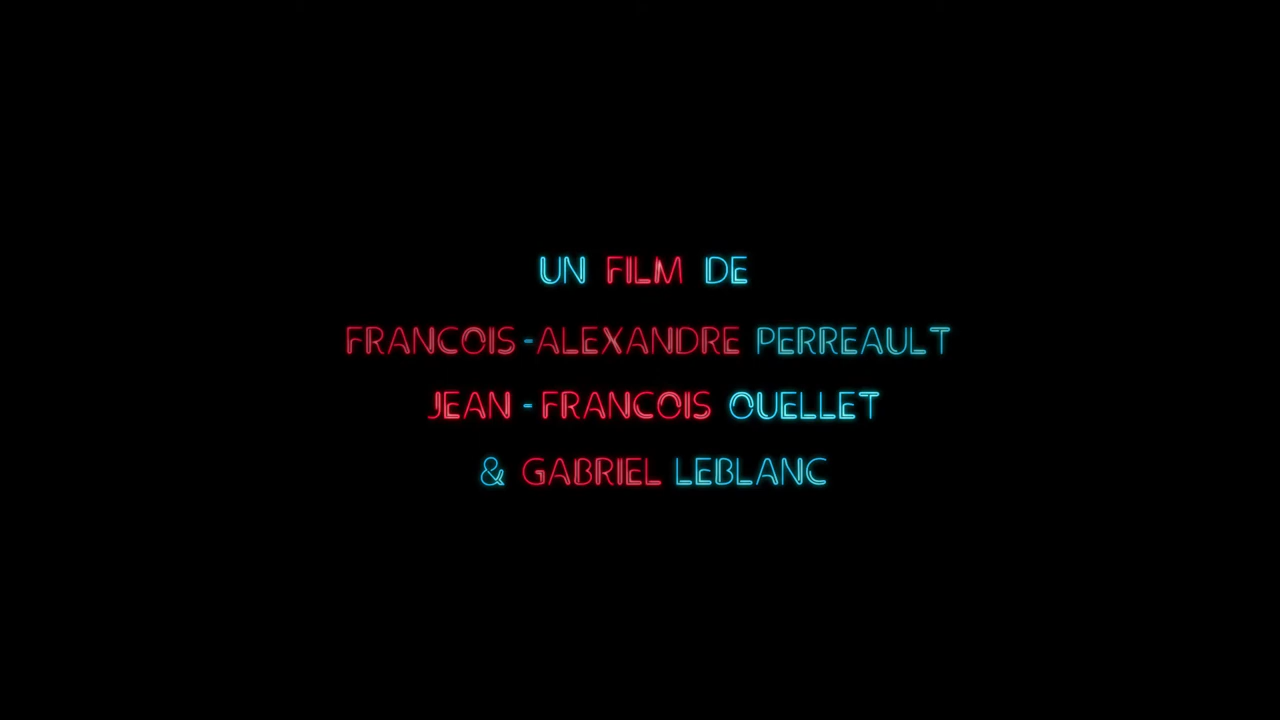 UN FILM DE
FRANCOIS-ALEXANDRE PERREAULT
JEAN-FRANCOIS OUELLET
& GABRIEL LEBLANC